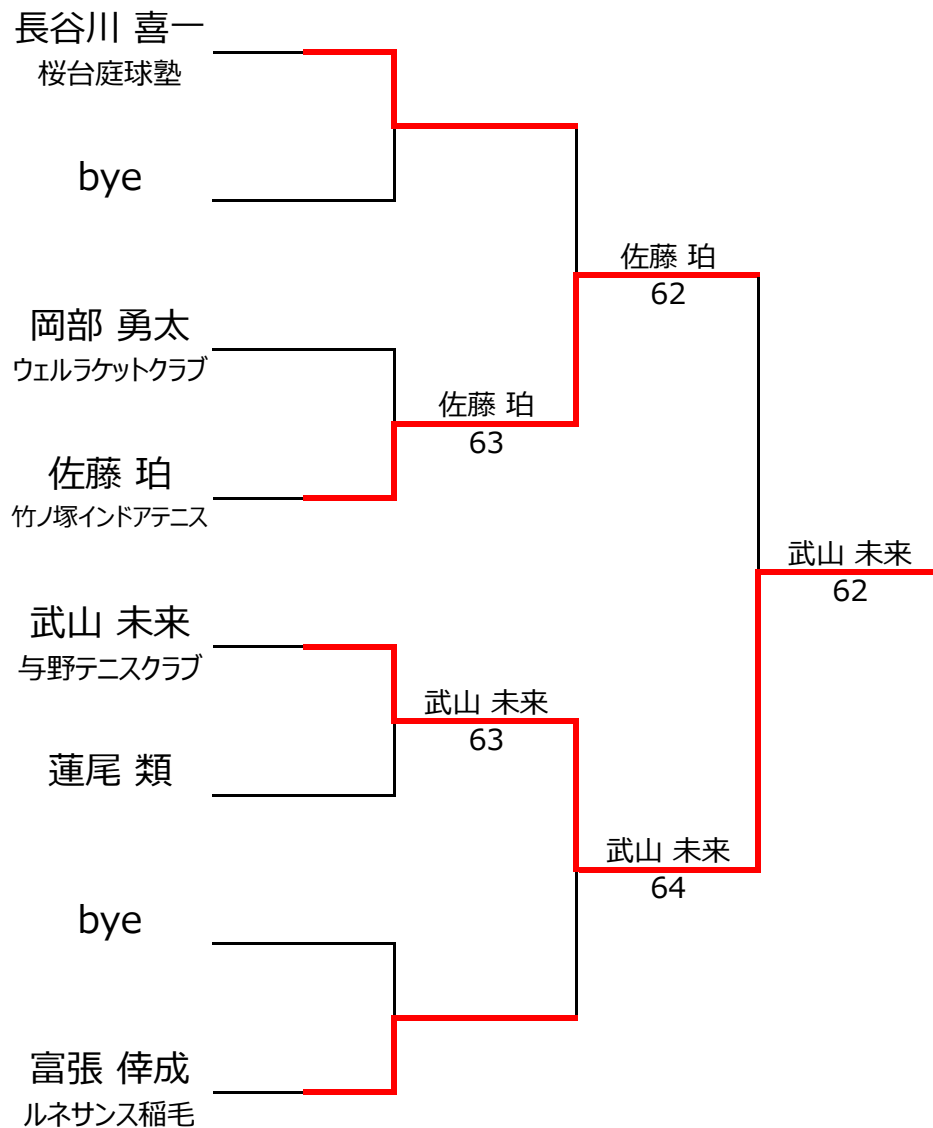 長谷川 喜一
桜台庭球塾
bye
佐藤 珀
62
岡部 勇太
ウェルラケットクラブ
佐藤 珀
63
佐藤 珀
竹ノ塚インドアテニス
武山 未来
62
武山 未来
与野テニスクラブ
武山 未来
63
蓮尾 類
武山 未来
64
bye
富張 倖成
ルネサンス稲毛